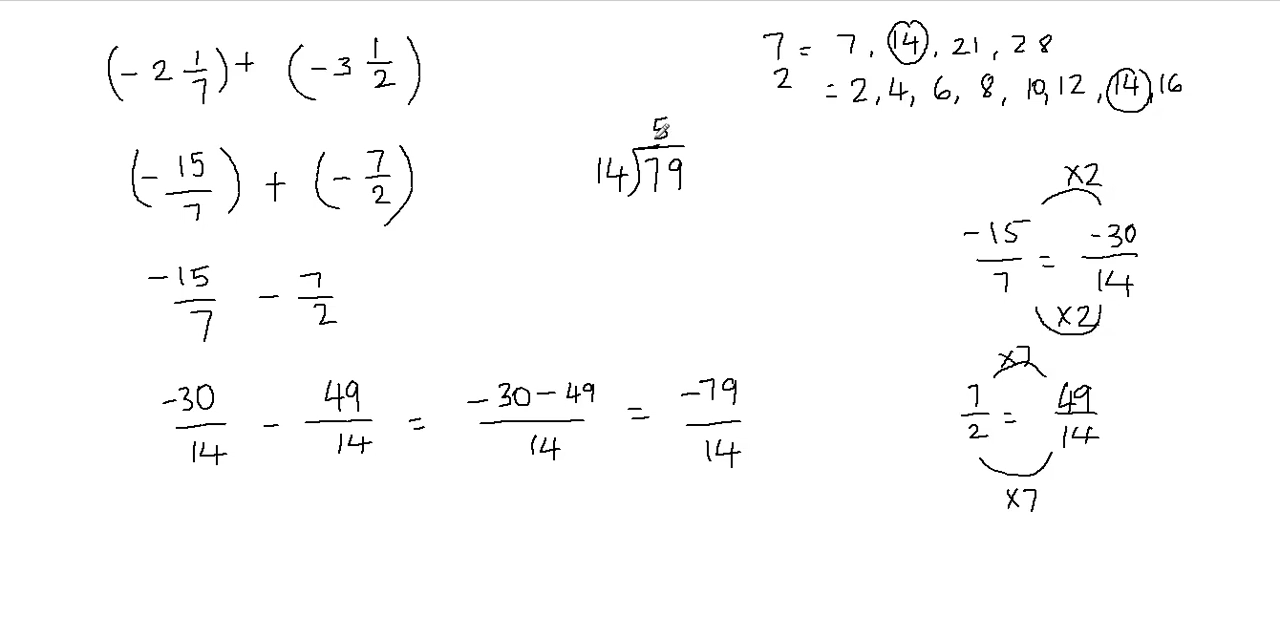 (-2 1/7) + (-3 1/2)
(-15/7) + (-7/2)
-15/7 - 7/2
-30/14 - 49/14 = -30-49/14 = -79/14
5
14)79
7 = 7, 14, 21, 28
2 = 2, 4, 6, 8, 10, 12, 14, 16
x2
-15/7 = -30/14
x2
x7
7/2 = 49/14
x7